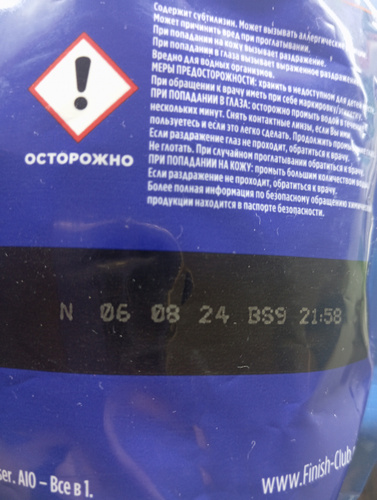 Содержит субтилизин. Может вызывать аллергические
Может причинить вред при проглатывании.
При попадании на кожу вызывает раздражение.
При попадании в глаза вызывает выраженное раздражение.
Вредно для водных организмов.
МЕРЫ ПРЕДОСТОРОЖНОСТИ: хранить в недоступном для детей
При обращении к врачу иметь при себе маркировку
ПРИ ПОПАДАНИИ В ГЛАЗА: осторожно промыть водой в течение
нескольких минут. Снять контактные линзы, если Вы ими
пользуетесь и если это легко сделать. Продолжить
Если раздражение глаз не проходит, обратиться к врачу.
Не глотать. При случайном проглатывании обратиться к врачу.
ПРИ ПОПАДАНИИ НА КОЖУ: промыть большим количеством
Если раздражение не проходит, обратиться к врачу.
Более полная информация по безопасному обращению
продукции находится в паспорте безопасности.
ОСТОРОЖНО
N 06 08 24 BS9 21:58
ser. AIO – Все в 1.
www.Finish-Club.